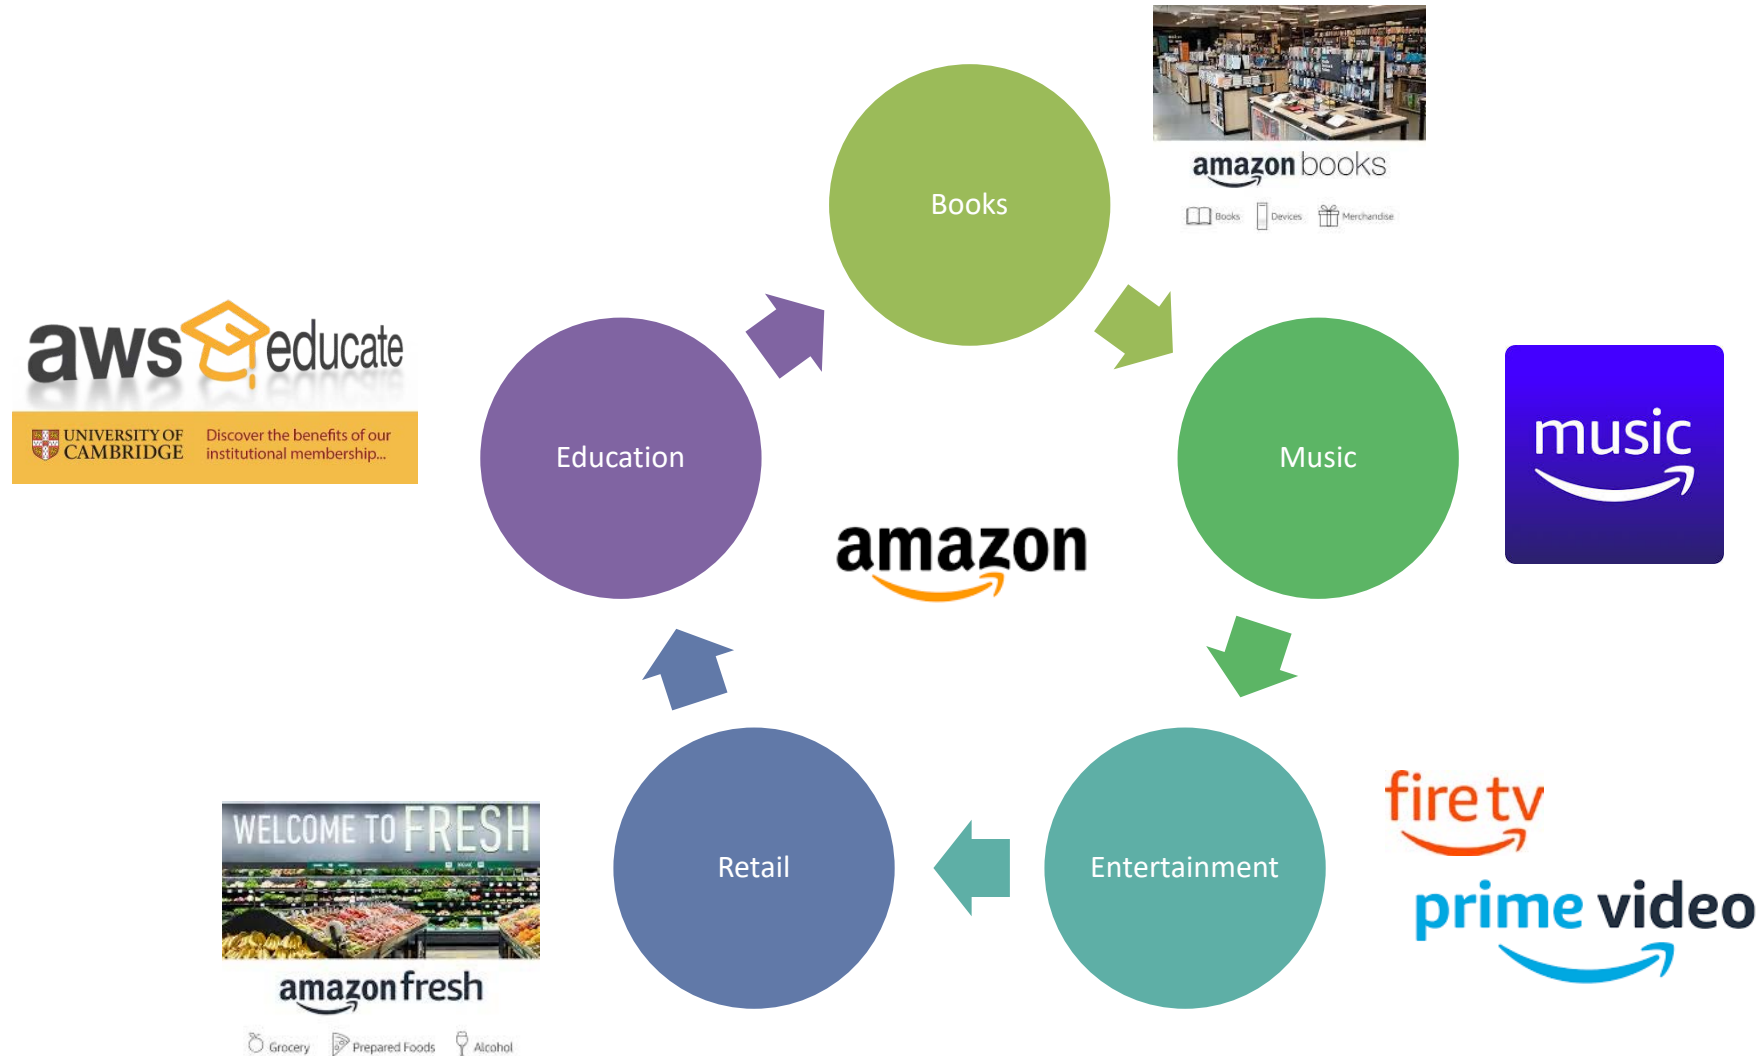 Books
amazon books
Books Devices Merchandise
Music
music
Entertainment
fire tv
prime video
Retail
WELCOME TO FRESH
amazon fresh
Grocery Prepared Foods Alcohol
Education
aws educate
UNIVERSITY OF
CAMBRIDGE
Discover the benefits of our
institutional membership...
amazon